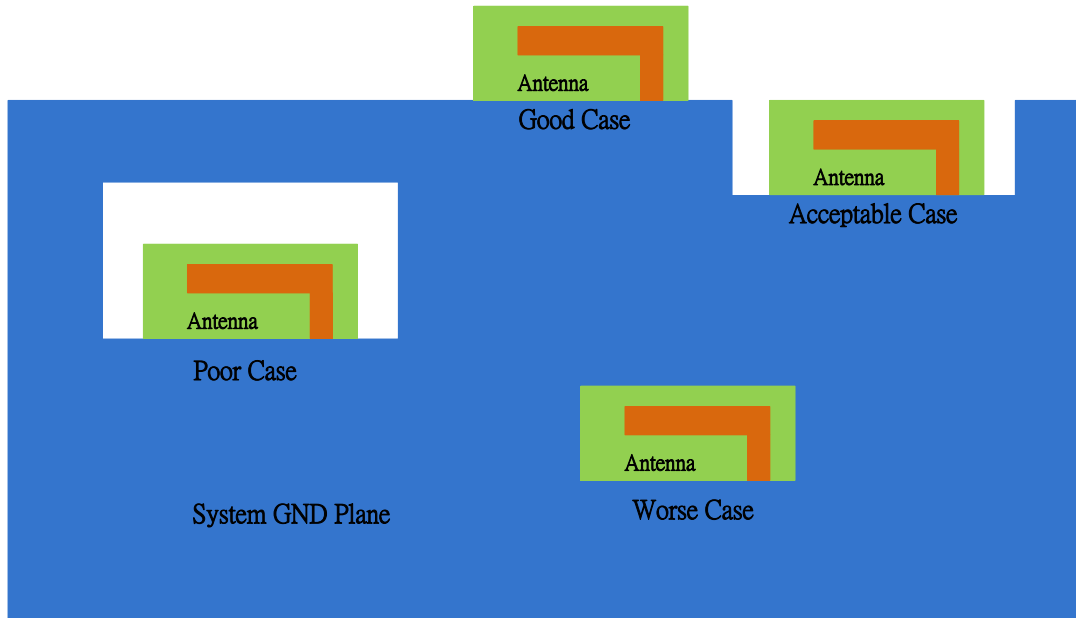 Antenna
Good Case
Antenna
Acceptable Case
Antenna
Poor Case
Antenna
Worse Case
System GND Plane